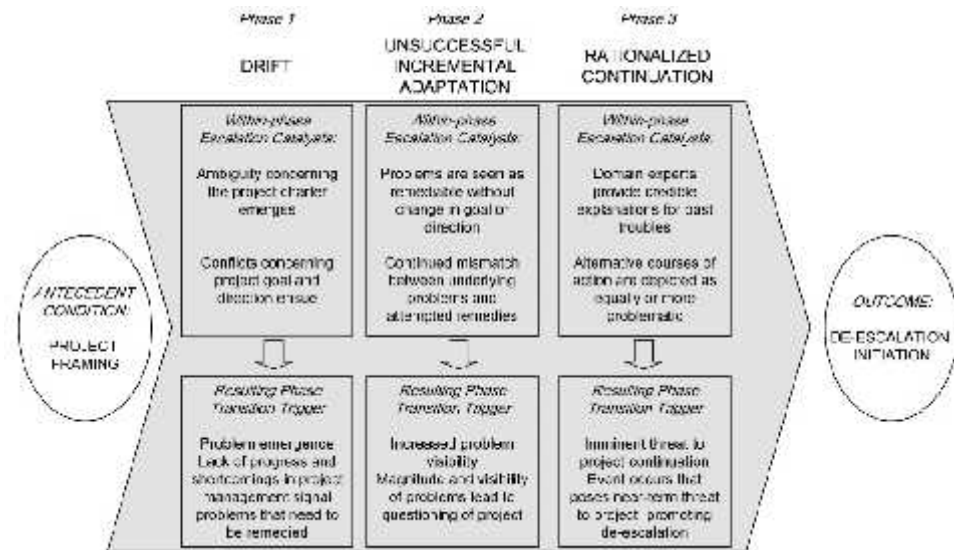 Phase 1
DRIFT
Phase 2
UNSUCCESSFUL
INCREMENTAL
ADAPTATION
Phase 3
RATIONALIZED
CONTINUATION
ANTECEDENT
CONDITION:
PROJECT
FRAMING
Within-phase
Escalation Catalysts:
Ambiguity concerning
the project charter
emerges
Conflicts concerning
project goal and
direction ensue
Resulting Phase
Transition Trigger
Problem emergence
Lack of progress and
shortcomings in project
management signal
problems that need to
be remedied
Within-phase
Escalation Catalysts:
Problems are seen as
remediable without
change in goal or
direction
Continued mismatch
between underlying
problems and
attempted remedies
Resulting Phase
Transition Trigger
Increased problem
visibility
Magnitude and visibility
of problems lead to
questioning of project
Within-phase
Escalation Catalysts:
Domain experts
provide credible
explanations for past
troubles
Alternative courses of
action are depicted as
equally or more
problematic
Resulting Phase
Transition Trigger
Imminent threat to
project continuation
Event occurs that
poses near-term threat
to project promoting
de-escalation
OUTCOME:
DE-ESCALATION
INITIATION